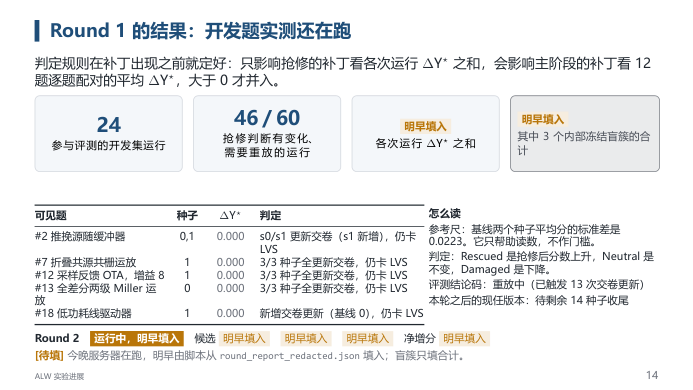 Round 1 的结果：开发题实测还在跑
判定规则在补丁出现之前就定好：只影响抢修的补丁看各次运行 ΔY⋆ 之和，会影响主阶段的补丁看 12
题逐题配对的平均 ΔY⋆，大于 0 才并入。
24
参与评测的开发集运行
46 / 60
抢修判断有变化、
需要重放的运行
明早填入
各次运行 ΔY⋆ 之和
明早填入
其中 3 个内部冻结盲簇的合
计
可见题 种子 ΔY⋆ 判定
#2 推挽源随缓冲器 0,1 0.000 s0/s1 更新交卷（s1 新增），仍卡
LVS
#7 折叠共源共栅运放 1 0.000 3/3 种子全更新交卷，仍卡 LVS
#12 采样反馈 OTA，增益 8 1 0.000 3/3 种子全更新交卷，仍卡 LVS
#13 全差分两级 Miller 运 0 0.000 3/3 种子全更新交卷，仍卡 LVS
放
#18 低功耗线驱动器 1 0.000 新增交卷更新（基线 0），仍卡 LVS
怎么读
参考尺：基线两个种子平均分的标准差是
0.0223。它只帮助读数，不作门槛。
判定：Rescued 是抢修后分数上升，Neutral 是
不变，Damaged 是下降。
评测结论码：重放中（已触发 13 次交卷更新）
本轮之后的现任版本：待剩余 14 种子收尾
Round 2 运行中，明早填入 候选 明早填入 明早填入 明早填入 净增分 明早填入
[待填] 今晚服务器在跑，明早由脚本从 round_report_redacted.json 填入；盲簇只填合计。
ALW 实验进展
14